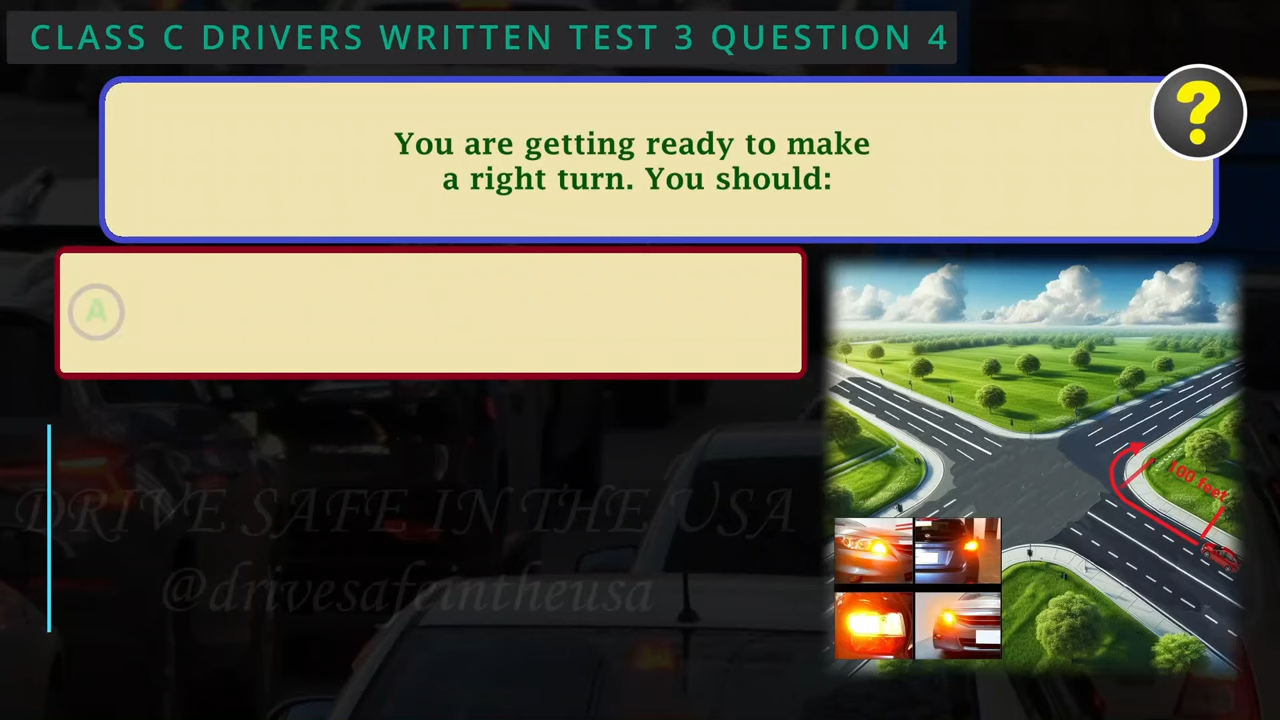 CLASS C DRIVERS WRITTEN TEST 3 QUESTION 4
?
You are getting ready to make
a right turn. You should:
A
100 feet
DRIVE SAFE IN THE USA
@drivesafeintheusa